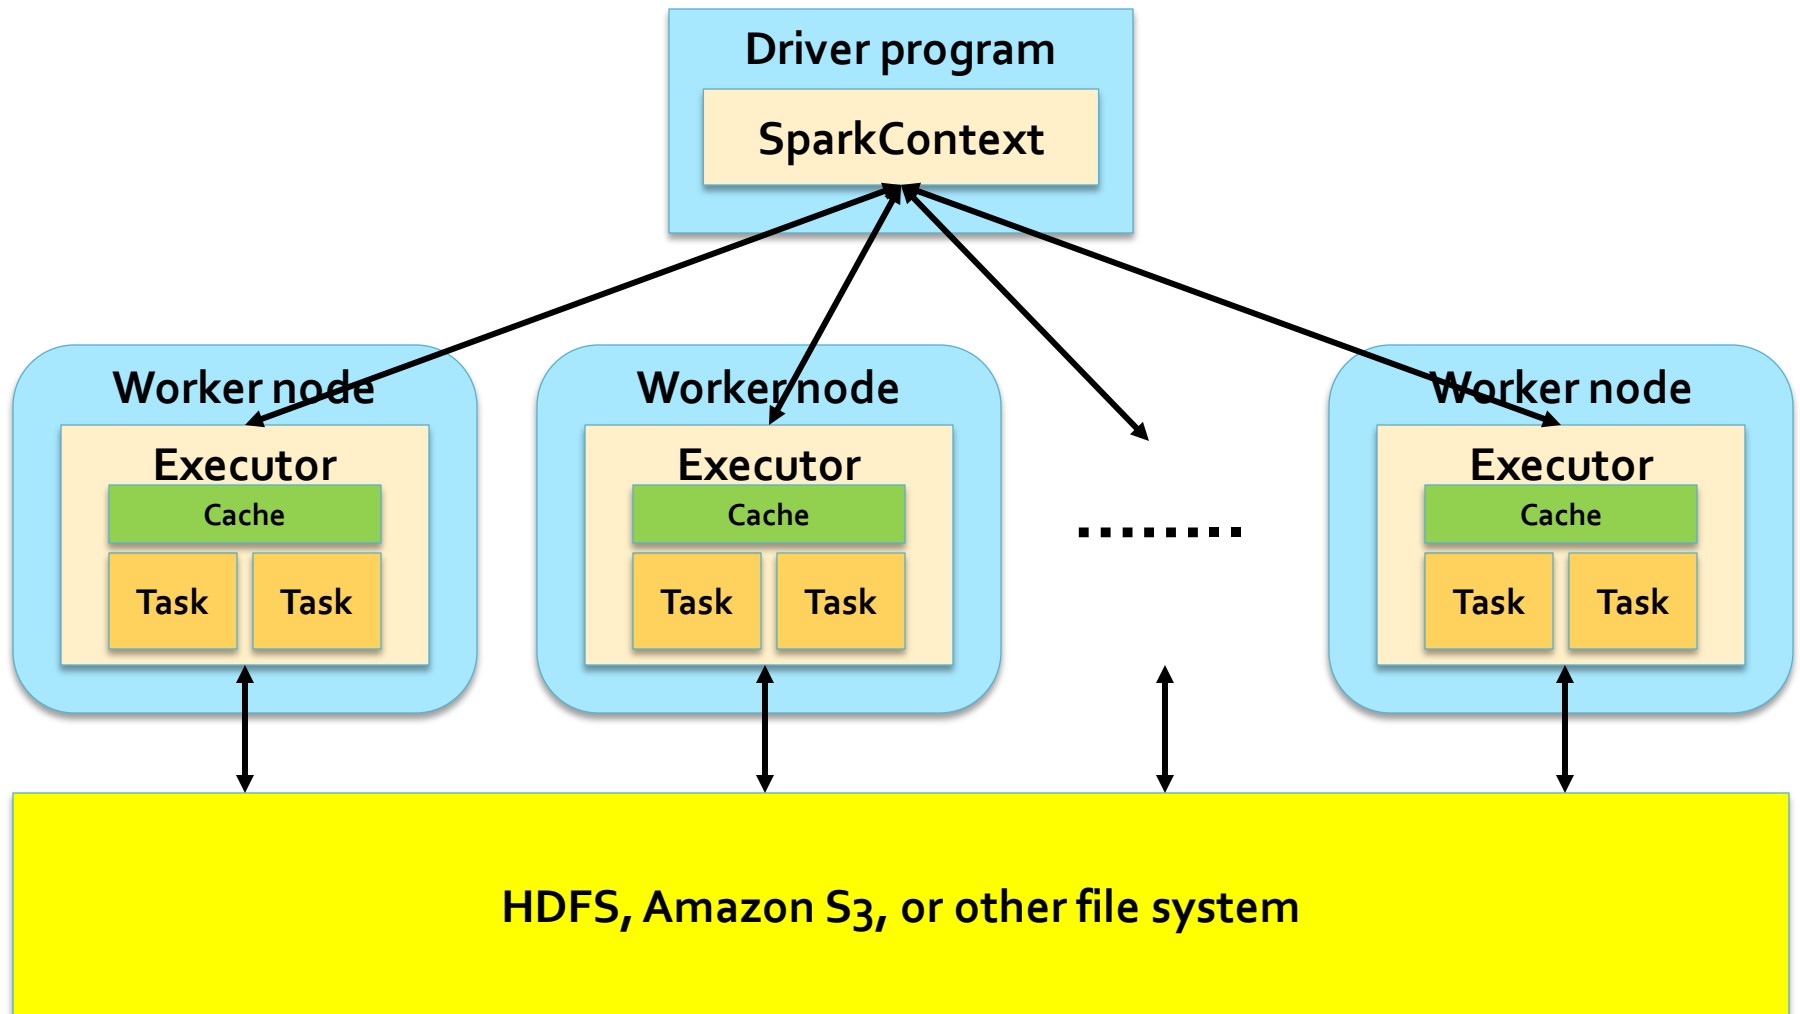 Driver program
SparkContext
Worker node
Executor
Cache
Task Task
Worker node
Executor
Cache
Task Task
........
Worker node
Executor
Cache
Task Task
HDFS, Amazon S3, or other file system